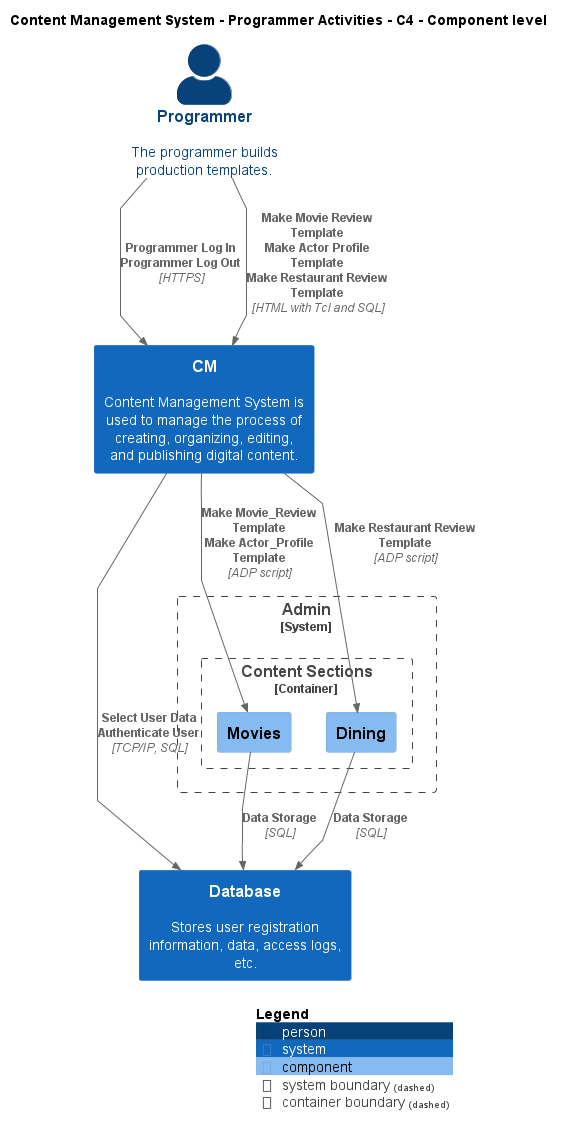 Content Management System - Programmer Activities - C4 - Component level
Programmer
The programmer builds
production templates.
Programmer Log In
Programmer Log Out
[HTTPS]
Make Movie Review
Template
Make Actor Profile
Template
Make Restaurant Review
Template
[HTML with Tcl and SQL]
CM
Content Management System is
used to manage the process of
creating, organizing, editing,
and publishing digital content.
Make Movie_Review
Template
Make Actor_Profile
Template
[ADP script]
Make Restaurant Review
Template
[ADP script]
Admin
[System]
Content Sections
[Container]
Movies
Dining
Select User Data
Authenticate User
[TCP/IP, SQL]
Data Storage
[SQL]
Data Storage
[SQL]
Database
Stores user registration
information, data, access logs,
etc.
Legend
person
system
component
system boundary (dashed)
container boundary (dashed)